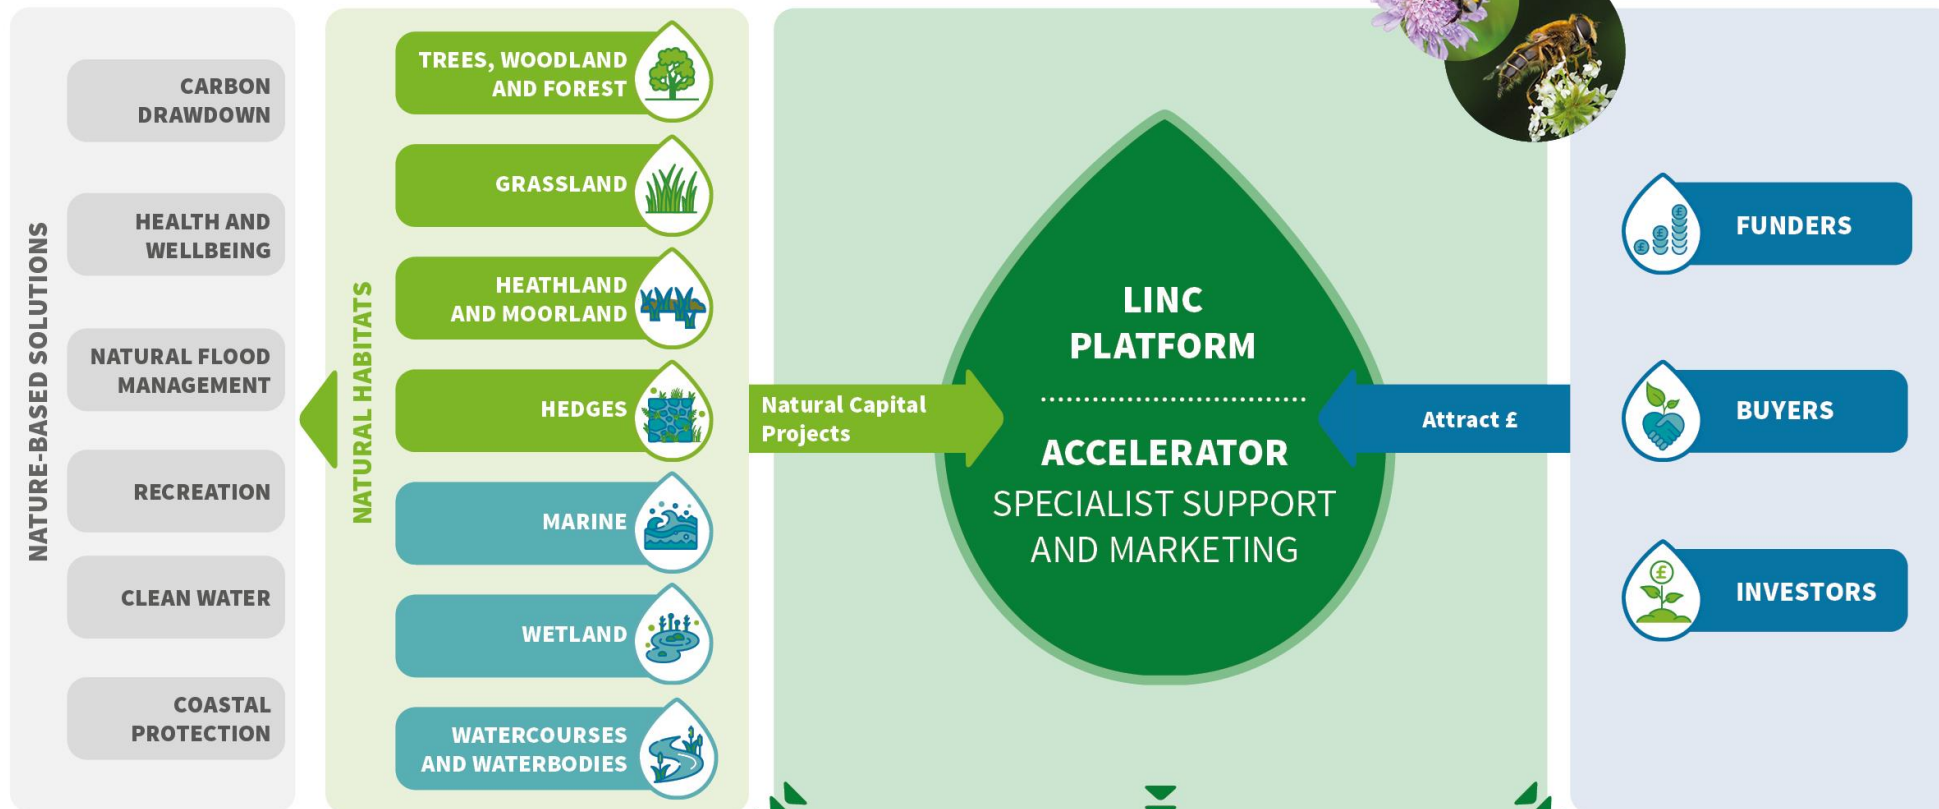 NATURE-BASED SOLUTIONS
CARBON
DRAWDOWN
HEALTH AND
WELLBEING
NATURAL FLOOD
MANAGEMENT
RECREATION
CLEAN WATER
COASTAL
PROTECTION
NATURAL HABITATS
TREES, WOODLAND
AND FOREST
GRASSLAND
HEATHLAND
AND MOORLAND
HEDGES
MARINE
WETLAND
WATERCOURSES
AND WATERBODIES
Natural Capital
Projects
LINC
PLATFORM
ACCELERATOR
SPECIALIST SUPPORT
AND MARKETING
Attract £
£
£
£
FUNDERS
BUYERS
£
INVESTORS